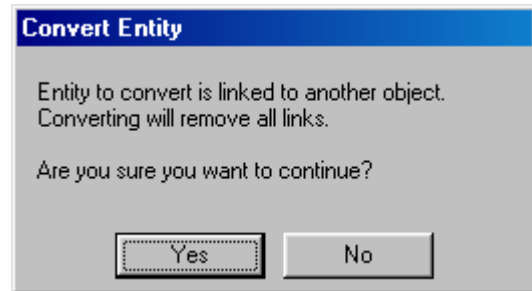 Convert Entity
Entity to convert is linked to another object.
Converting will remove all links.
Are you sure you want to continue?
Yes No